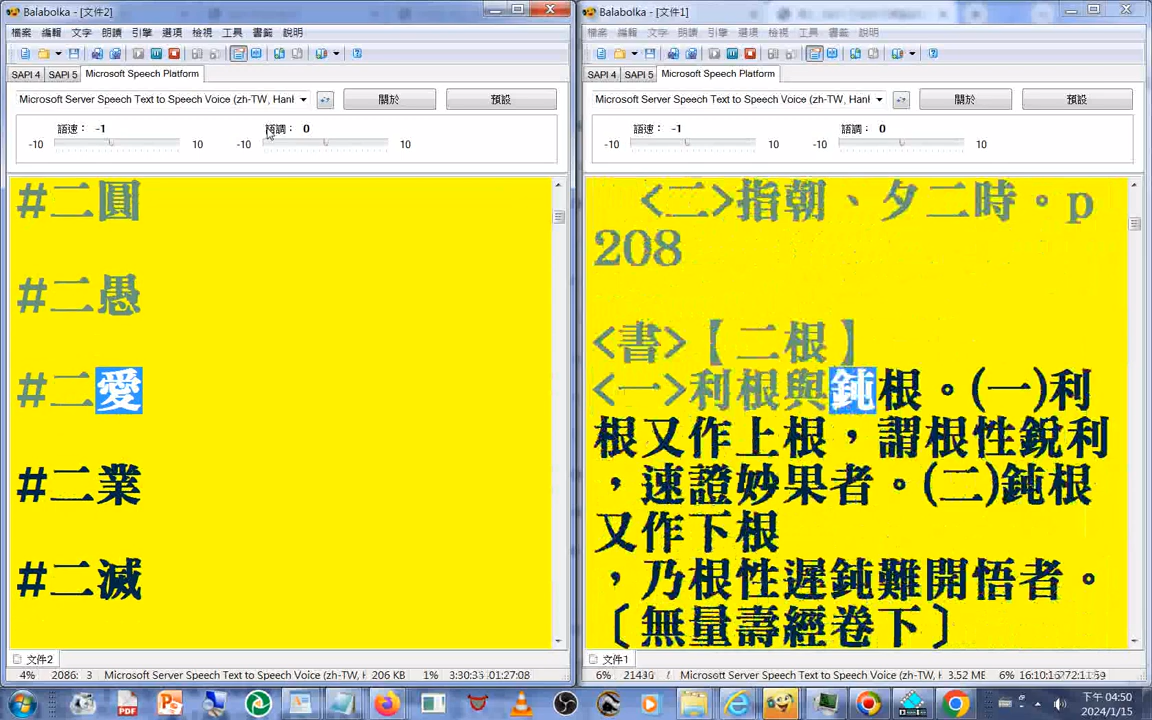 Balabolka - [文件2]
檔案 編輯 文字 朗讀 引擎 選項 檢視 工具 書籤 說明
SAPI 4 SAPI 5 Microsoft Speech Platform
Microsoft Server Speech Text to Speech Voice (zh-TW, Han 關於 預設
語速： -1 語調： 0
-10 10 -10 10
#二圓
#二愚
#二愛
#二業
#二滅
文件2
4% 2086: 3 Microsoft Server Speech Text to Speech Voice (zh-TW, 206 KB 1% 3:30:35 01:27:08
Balabolka - [文件1]
檔案 編輯 文字 朗讀 引擎 選項 檢視 工具 書籤 說明
SAPI 4 SAPI 5 Microsoft Speech Platform
Microsoft Server Speech Text to Speech Voice (zh-TW, Han 關於 預設
語速： -1 語調： 0
-10 10 -10 10
<二>指朝、夕二時。p
208
<書>【二根】
<一>利根與鈍根。(一)利
根又作上根，謂根性銳利
，速證妙果者。(二)鈍根
又作下根
，乃根性遲鈍難開悟者。
〔無量壽經卷下〕
文件1
6% Microsoft Server Speech Text to Speech Voice (zh-TW, 3.52 MB 6%
下午 04:50
2024/1/15